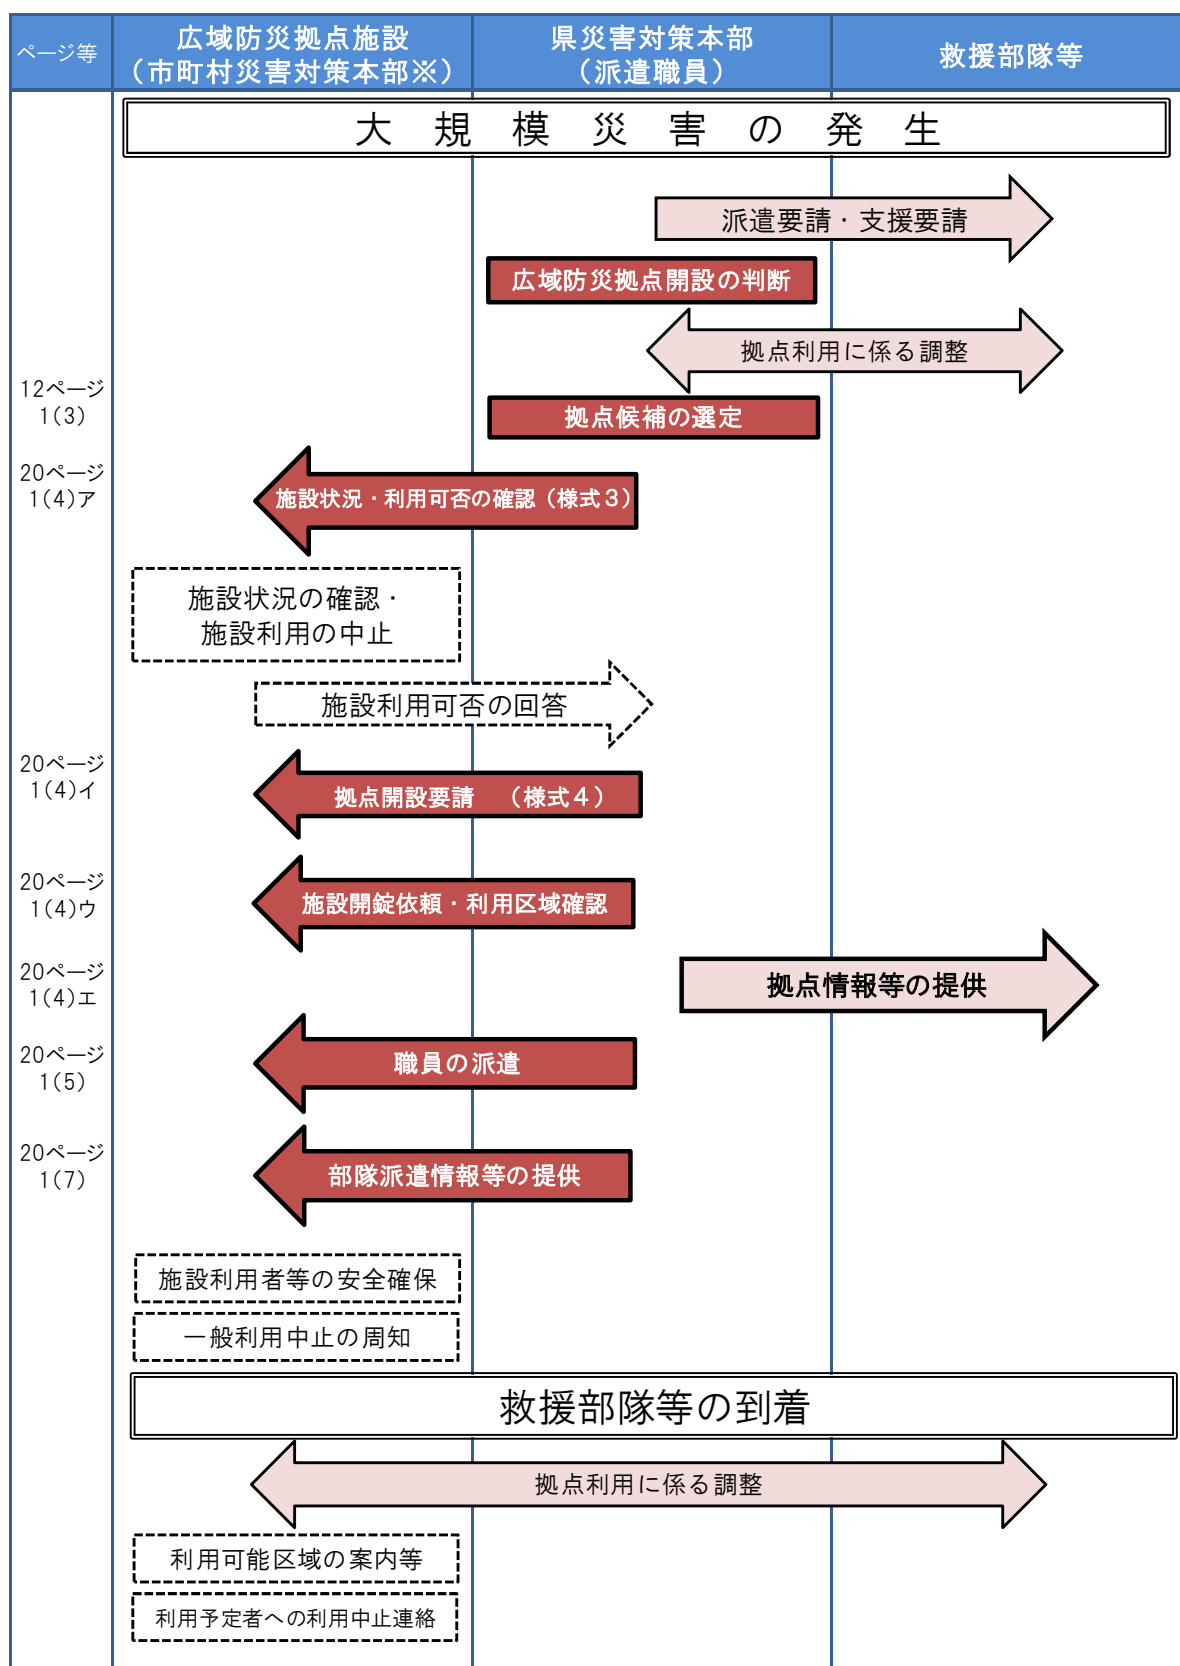 ページ等
広域防災拠点施設
（市町村災害対策本部※）
県災害対策本部
（派遣職員）
救援部隊等
大規模災害の発生
派遣要請・支援要請
広域防災拠点開設の判断
拠点利用に係る調整
12ページ
1(3)
拠点候補の選定
20ページ
1(4)ア
施設状況・利用可否の確認（様式３）
施設状況の確認・
施設利用の中止
施設利用可否の回答
20ページ
1(4)イ
拠点開設要請　（様式４）
20ページ
1(4)ウ
施設開錠依頼・利用区域確認
20ページ
1(4)エ
拠点情報等の提供
20ページ
1(5)
職員の派遣
20ページ
1(7)
部隊派遣情報等の提供
施設利用者等の安全確保
一般利用中止の周知
救援部隊等の到着
拠点利用に係る調整
利用可能区域の案内等
利用予定者への利用中止連絡